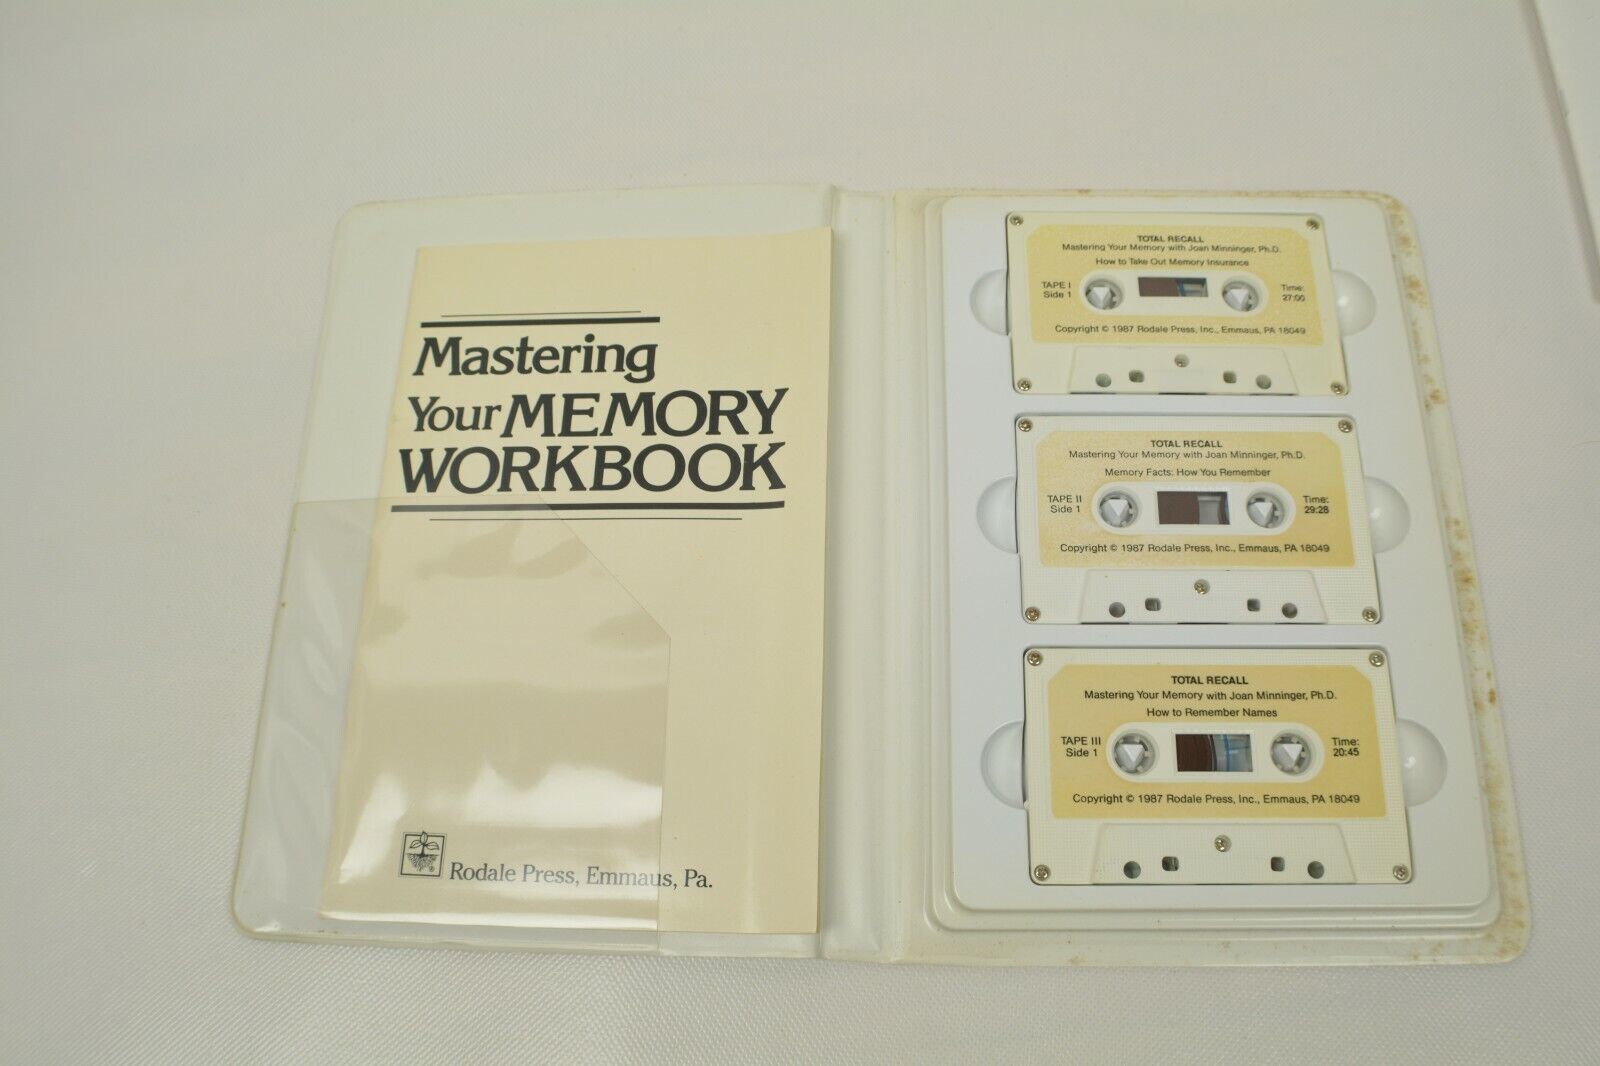 Mastering
Your MEMORY
WORKBOOK
Rodale Press, Emmaus, Pa.
TOTAL RECALL
Mastering Your Memory with Joan Minninger, Ph.D.
How to Take Out Memory Insurance
TAPE I
Side 1
Time:
27:00
Copyright © 1987 Rodale Press, Inc., Emmaus, PA 18049
TOTAL RECALL
Mastering Your Memory with Joan Minninger, Ph.D.
Memory Facts: How You Remember
TAPE II
Side 1
Time:
29:28
Copyright © 1987 Rodale Press, Inc., Emmaus, PA 18049
TOTAL RECALL
Mastering Your Memory with Joan Minninger, Ph.D.
How to Remember Names
TAPE III
Side 1
Time:
20:45
Copyright © 1987 Rodale Press, Inc., Emmaus, PA 18049